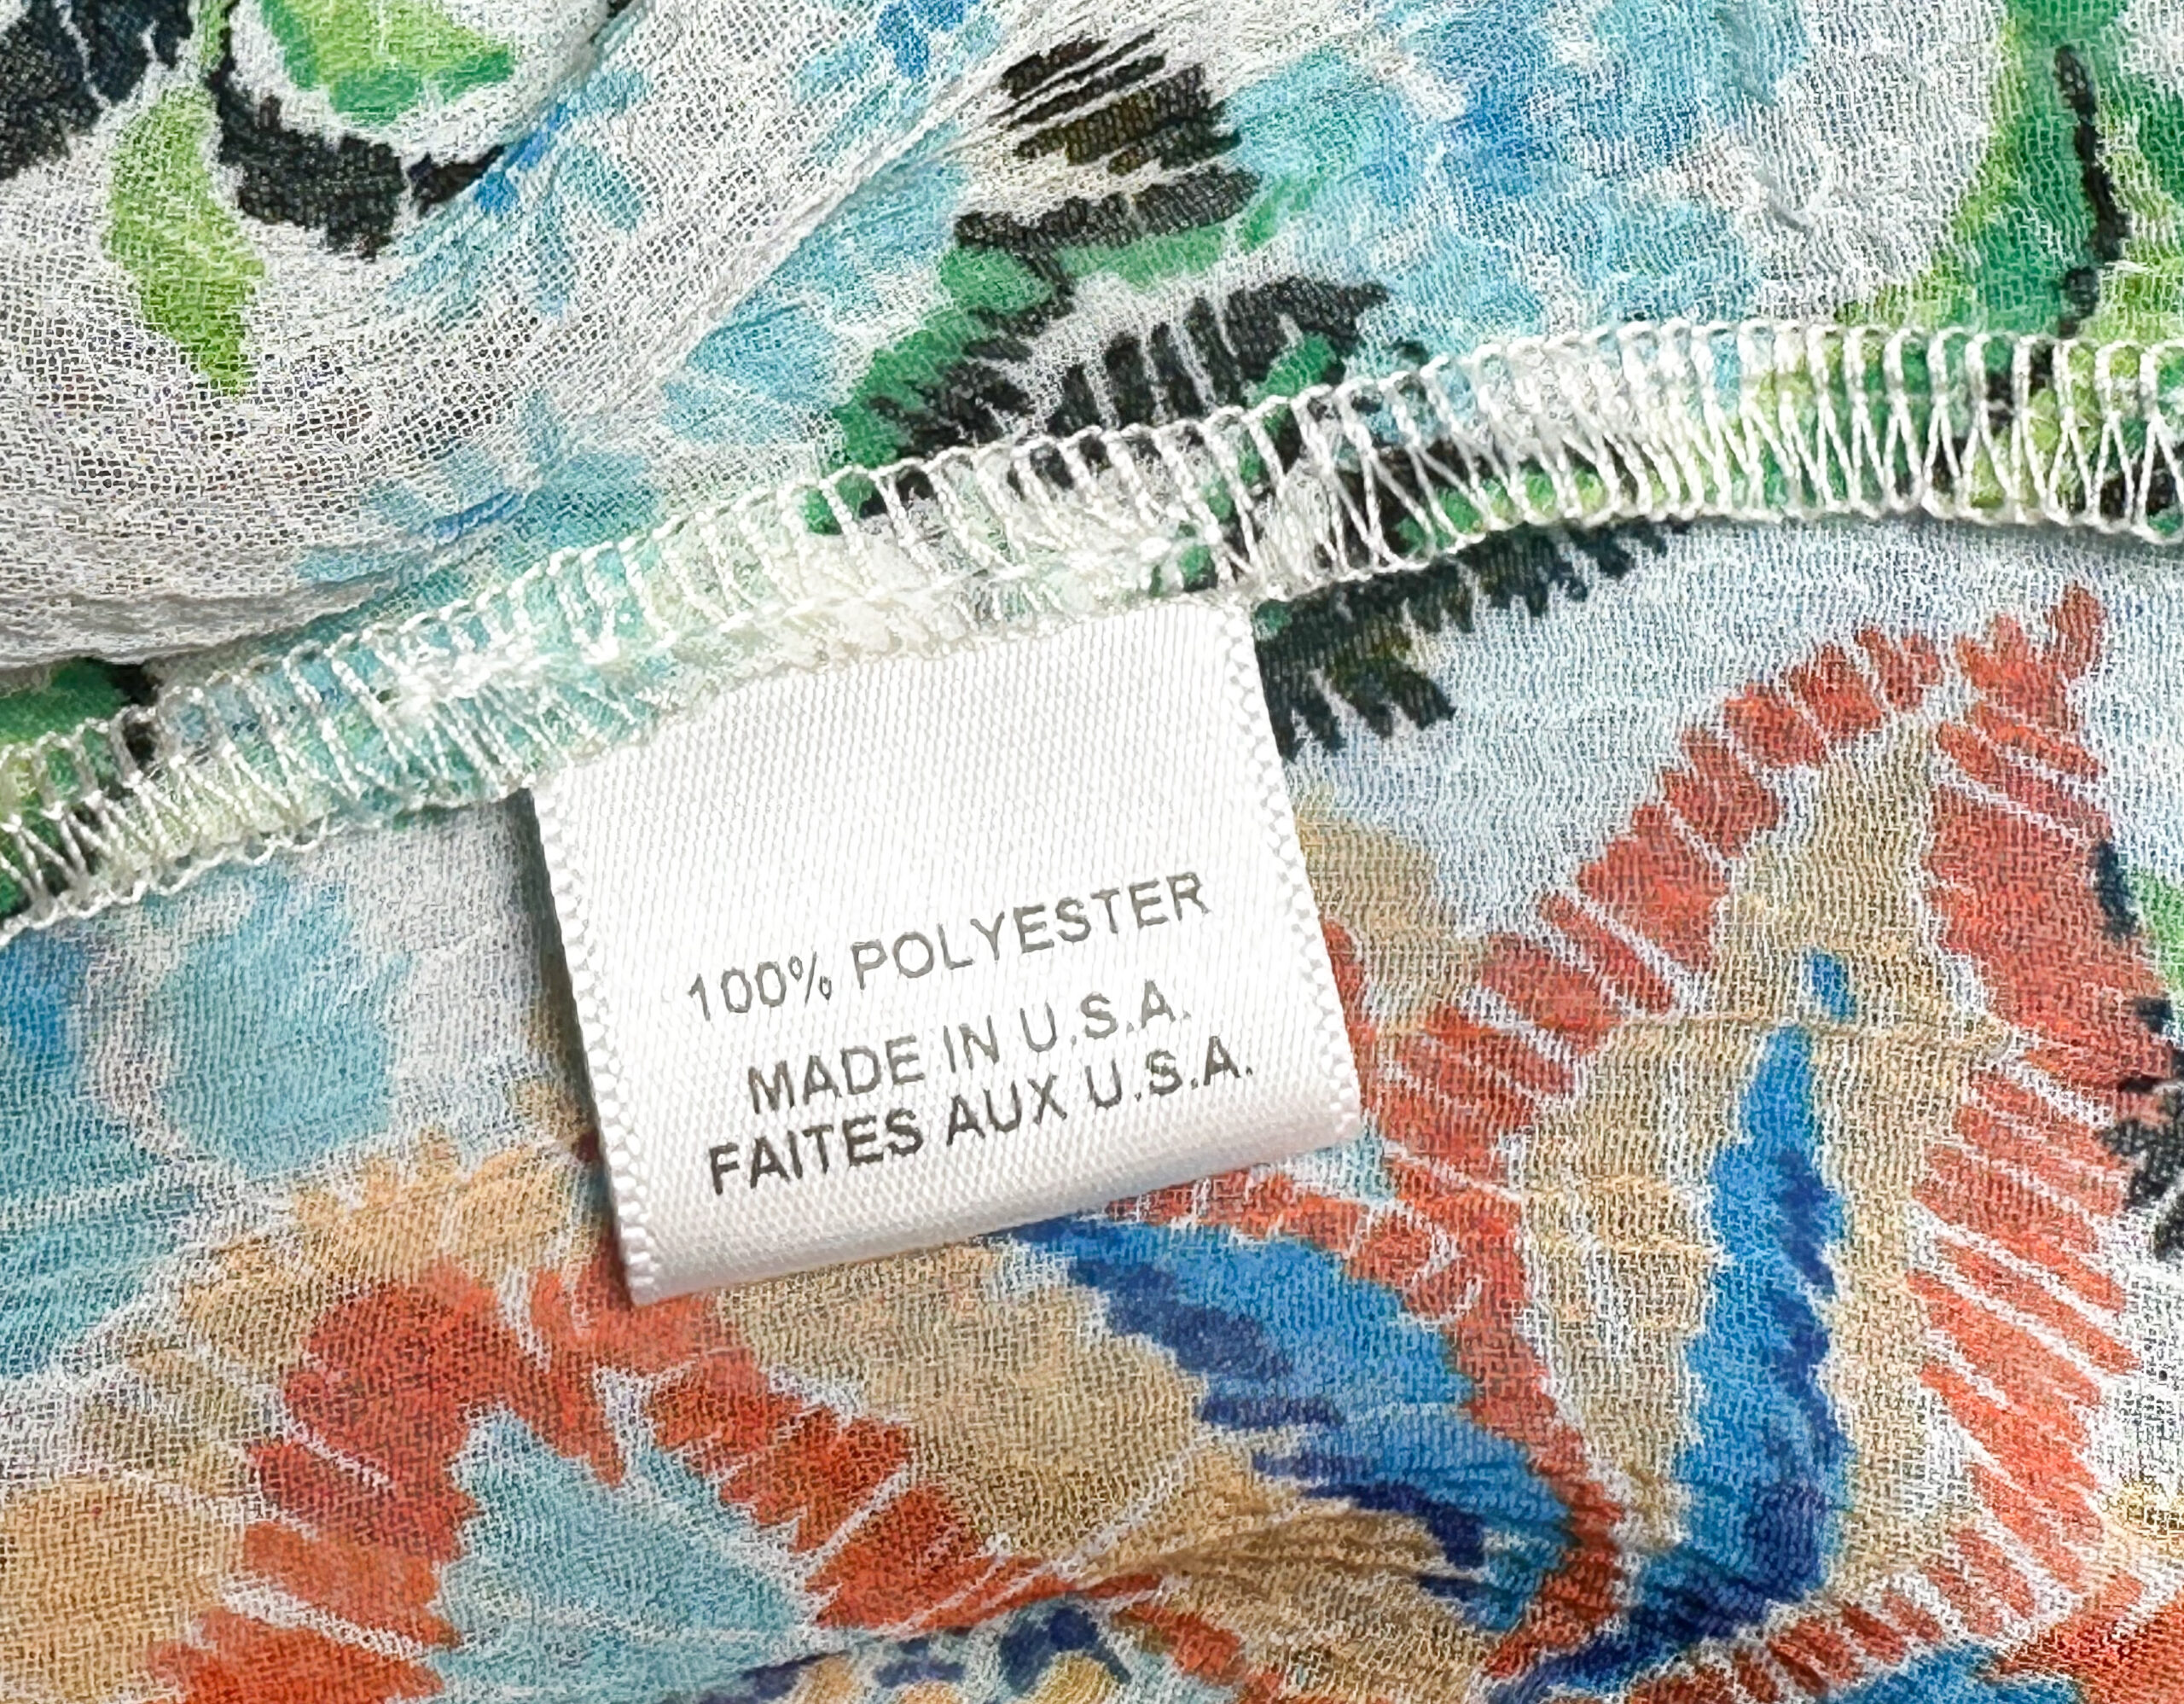 100% POLYESTER
MADE IN U.S.A.
FAITES AUX U.S.A.